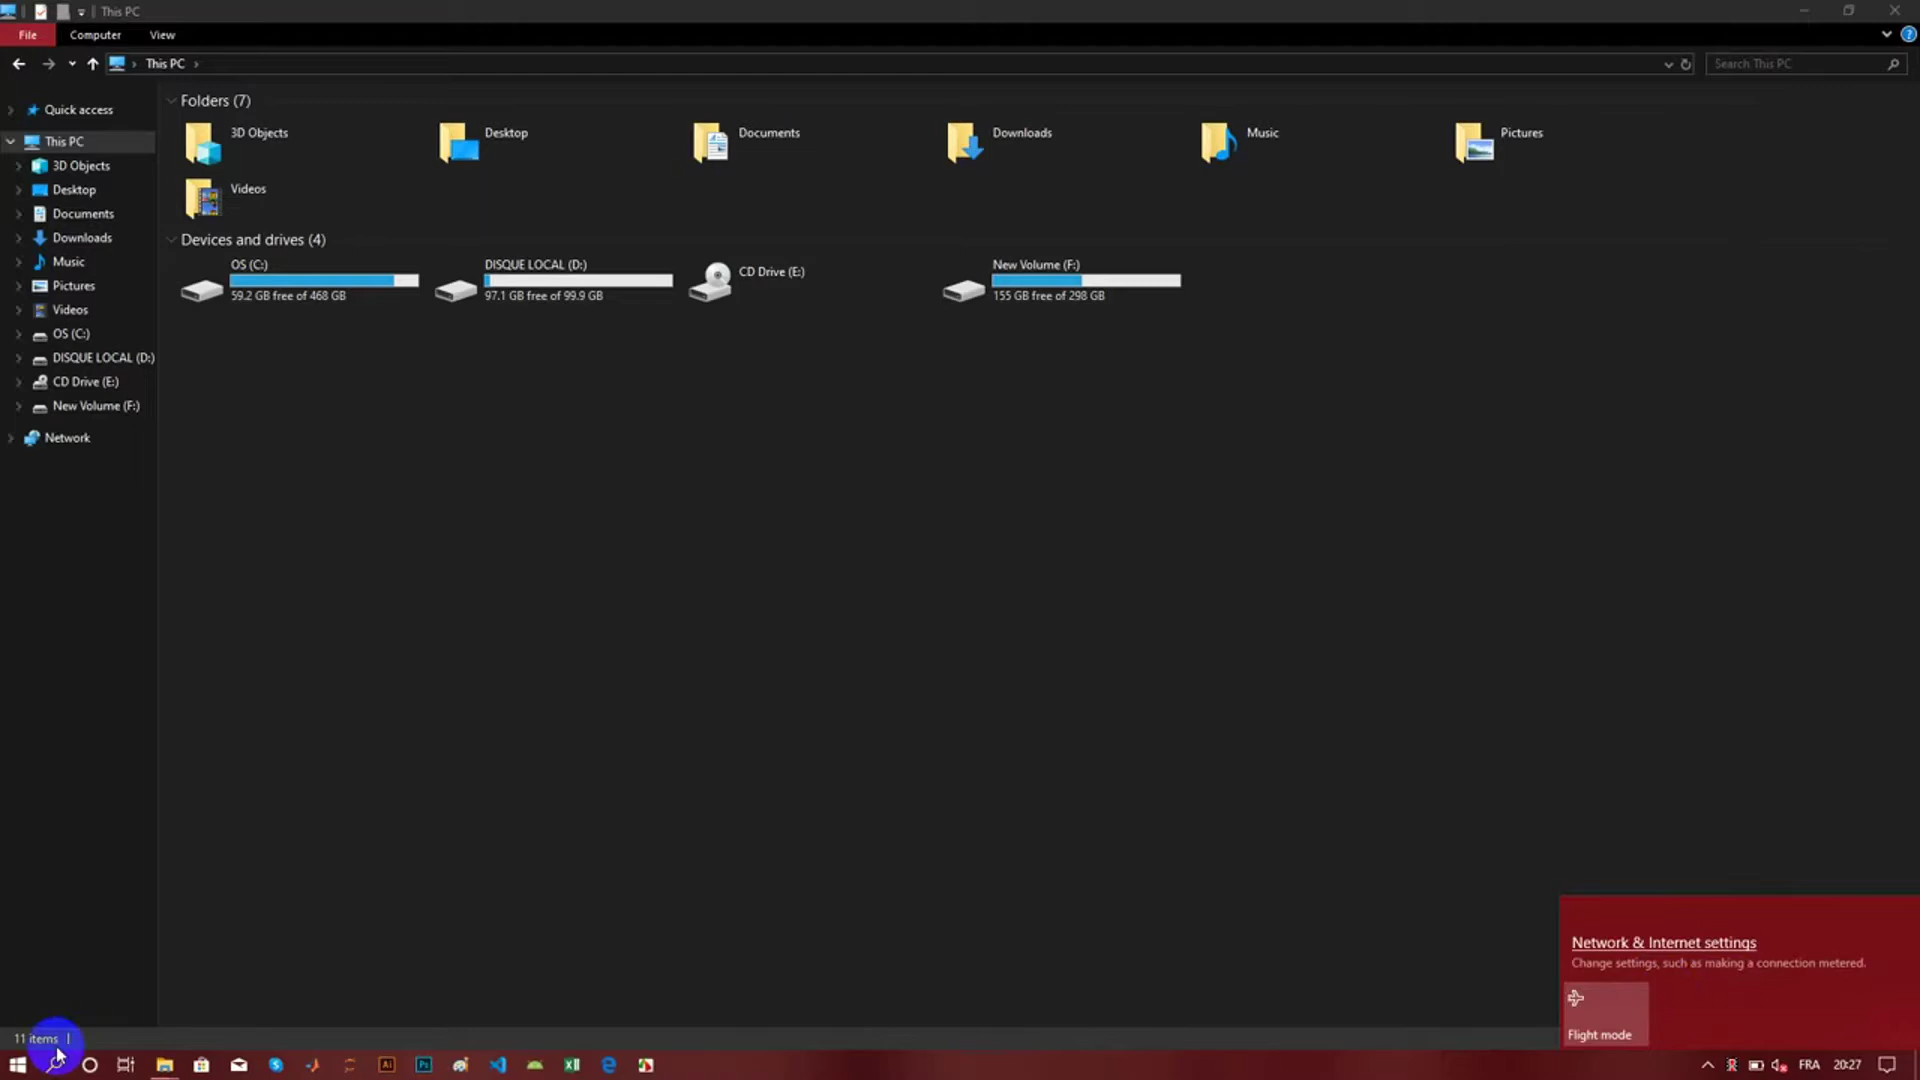 This PC
File Computer View
This PC
Search This PC
Quick access
This PC
3D Objects
Desktop
Documents
Downloads
Music
Pictures
Videos
OS (C:)
DISQUE LOCAL (D:)
CD Drive (E:)
New Volume (F:)
Network
Folders (7)
3D Objects
Desktop
Documents
Downloads
Music
Pictures
Videos
Devices and drives (4)
OS (C:)
59.2 GB free of 468 GB
DISQUE LOCAL (D:)
97.1 GB free of 99.9 GB
CD Drive (E:)
New Volume (F:)
155 GB free of 298 GB
Network & Internet settings
Change settings, such as making a connection metered.
Flight mode
11 items
Ai
Ps
FRA
20:27